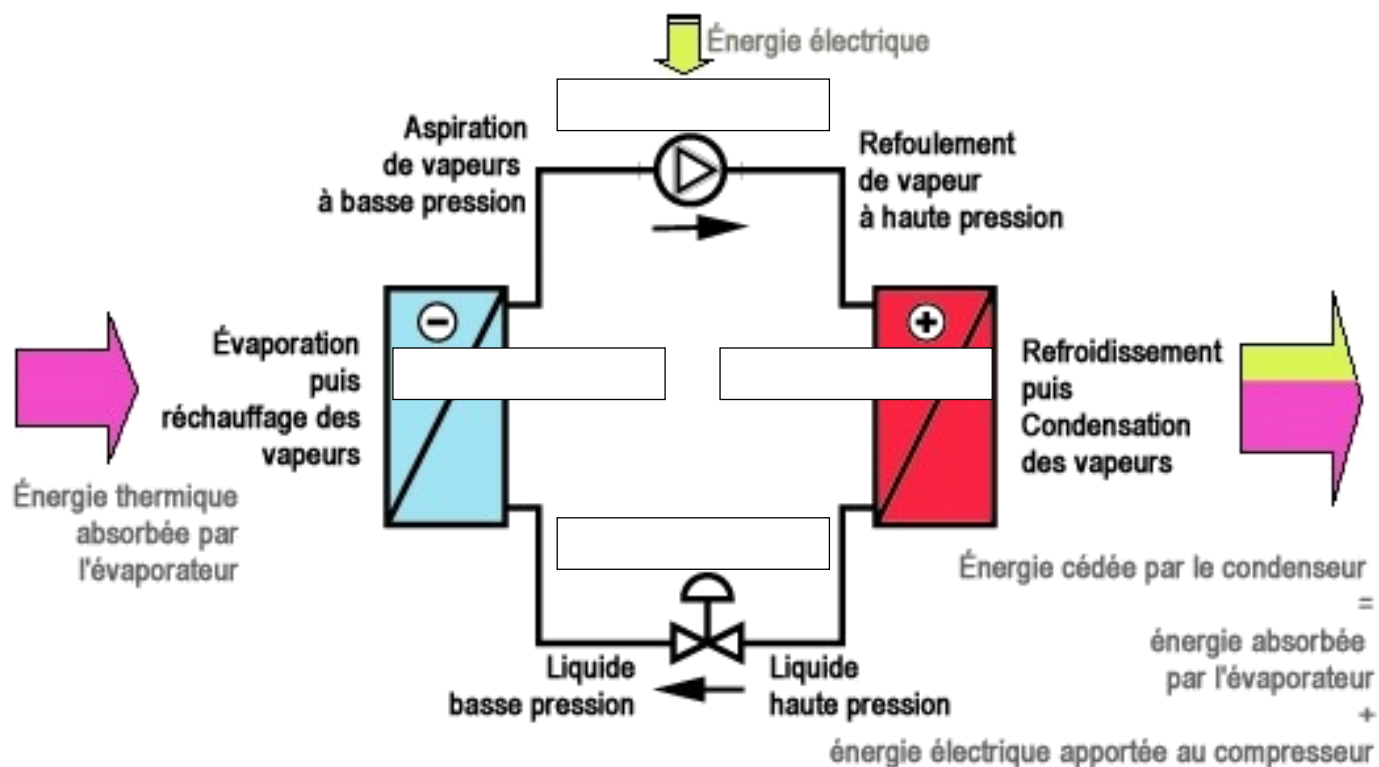 Énergie électrique
Aspiration
de vapeurs
à basse pression
Refoulement
de vapeur
à haute pression
Évaporation
puis
réchauffage des
vapeurs
Refroidissement
puis
Condensation
des vapeurs
Énergie thermique
absorbée par
l'évaporateur
Énergie cédée par le condenseur
=
énergie absorbée
par l'évaporateur
+
énergie électrique apportée au compresseur
Liquide
basse pression
Liquide
haute pression